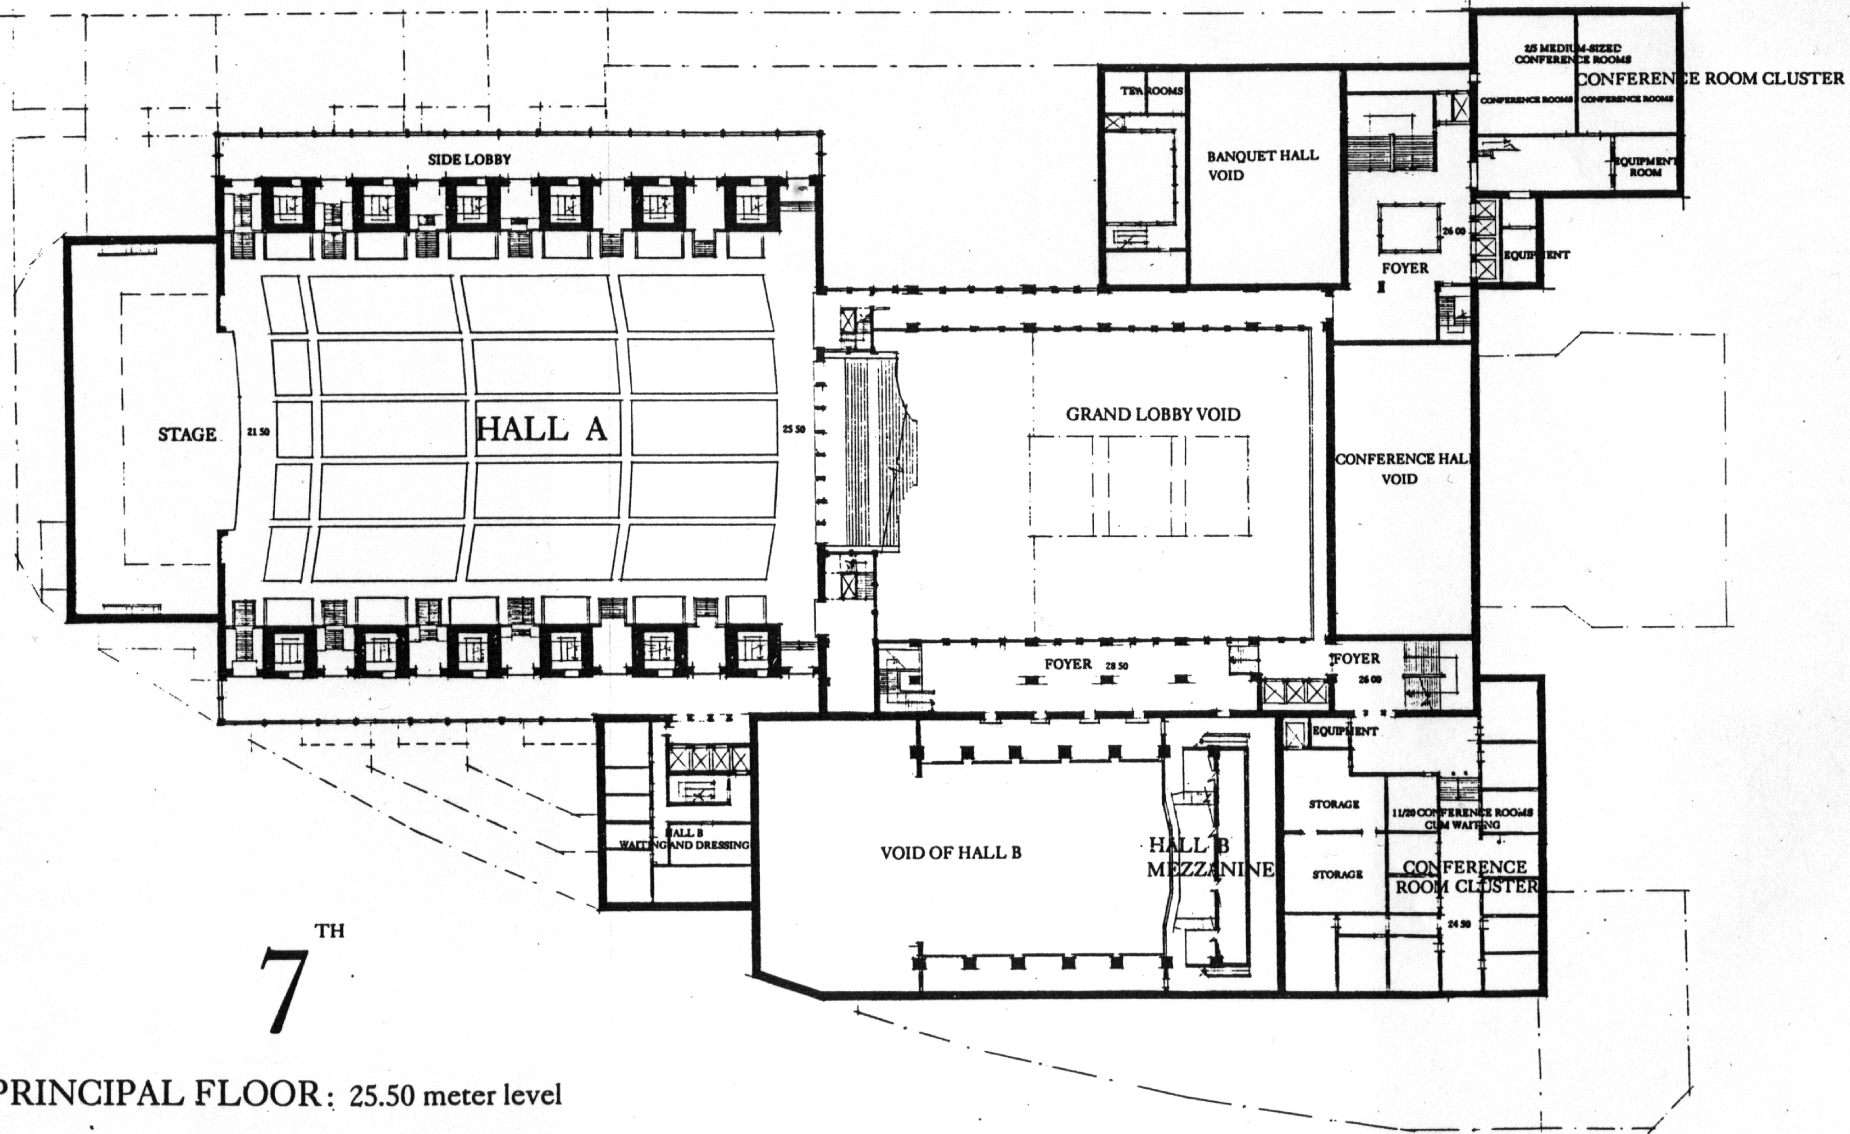 2/5 MEDIUM-SIZED
CONFERENCE ROOMS
CONFERENCE ROOM CLUSTER
CONFERENCE ROOMS
CONFERENCE ROOMS
TEA ROOMS
BANQUET HALL
VOID
SIDE LOBBY
EQUIPMENT
ROOM
26 00
EQUIPMENT
FOYER
GRAND LOBBY VOID
STAGE
21 50
HALL A
25 50
CONFERENCE HALL
VOID
FOYER 28 50
FOYER
26 00
EQUIPMENT
STORAGE
11/20 CONFERENCE ROOMS
CUM WAITING
HALL B
WAITING AND DRESSING
VOID OF HALL B
HALL B
MEZZANINE
STORAGE
CONFERENCE
ROOM CLUSTER
24 50
7TH
PRINCIPAL FLOOR: 25.50 meter level